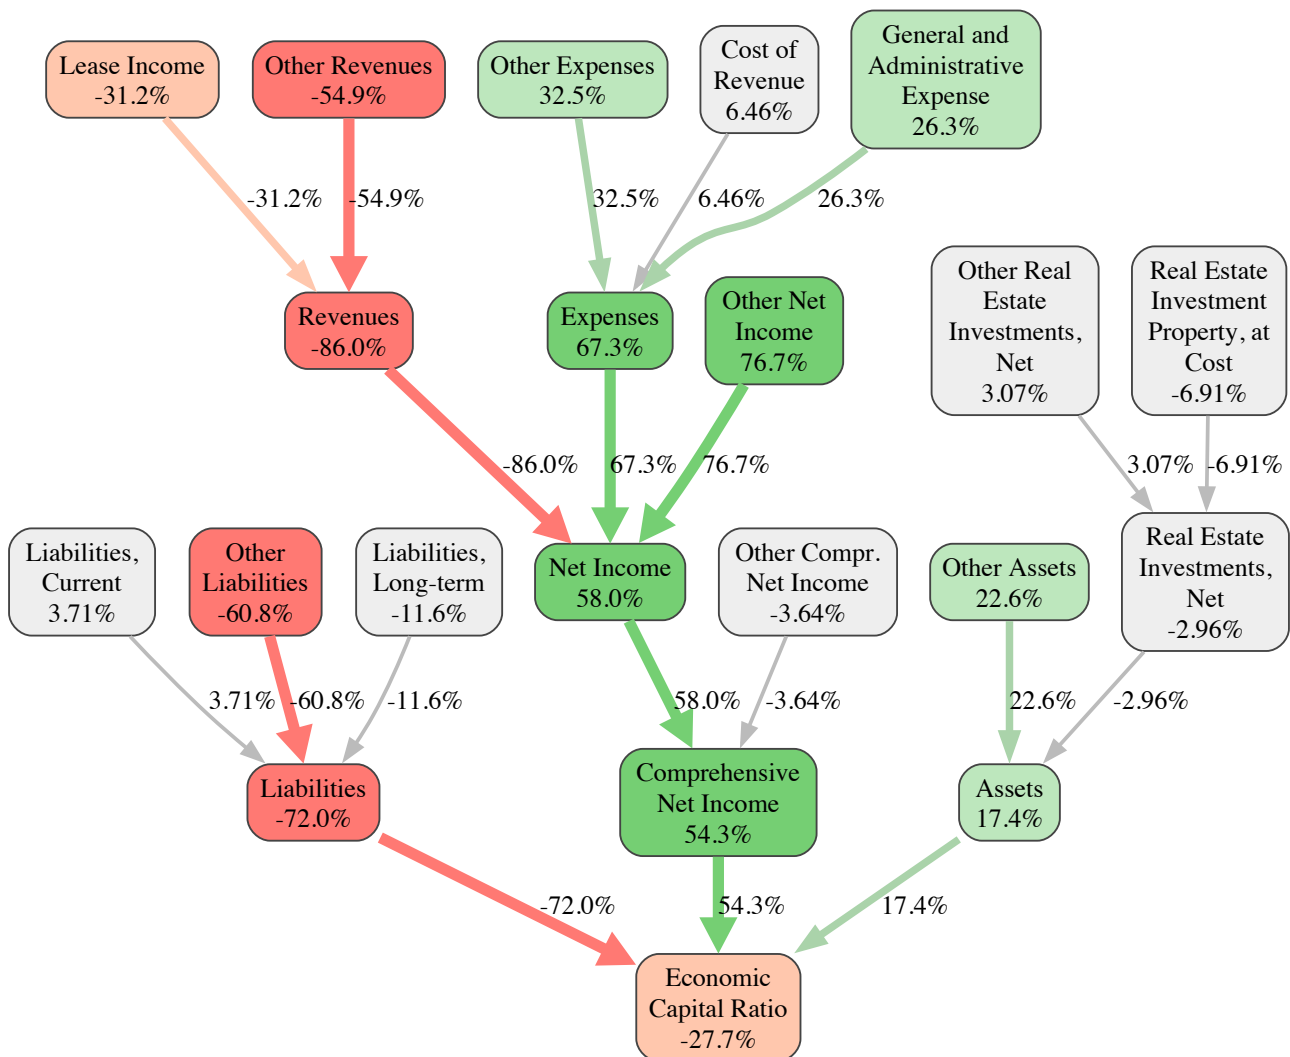 Lease Income
-31.2%
Other Revenues
-54.9%
Other Expenses
32.5%
Cost of
Revenue
6.46%
General and
Administrative
Expense
26.3%
-31.2%
-54.9%
32.5%
6.46%
26.3%
Revenues
-86.0%
Expenses
67.3%
Other Net
Income
76.7%
Other Real
Estate
Investments,
Net
3.07%
Real Estate
Investment
Property, at
Cost
-6.91%
-86.0%
67.3%
76.7%
3.07%
-6.91%
Liabilities,
Current
3.71%
Other
Liabilities
-60.8%
Liabilities,
Long-term
-11.6%
Net Income
58.0%
Other Compr.
Net Income
-3.64%
Other Assets
22.6%
Real Estate
Investments,
Net
-2.96%
3.71%
-60.8%
-11.6%
58.0%
-3.64%
22.6%
-2.96%
Liabilities
-72.0%
Comprehensive
Net Income
54.3%
Assets
17.4%
-72.0%
54.3%
17.4%
Economic
Capital Ratio
-27.7%